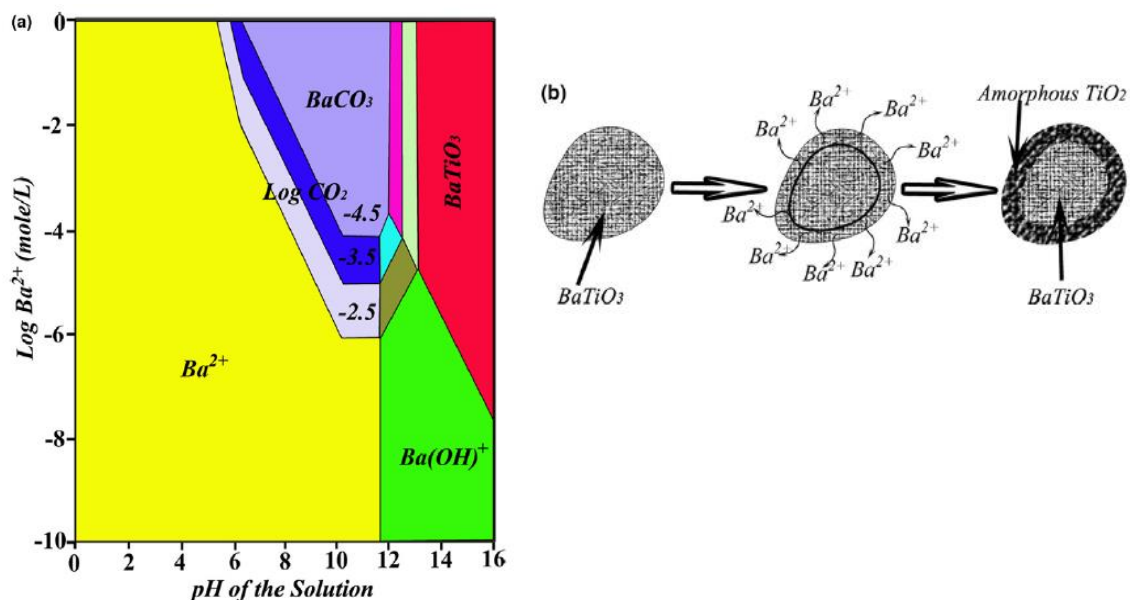 (a)
0
-2
-4
-6
-8
-10
Log Ba2+ (mole/L)
BaCO3
BaTiO3
Log CO2
-4.5
-3.5
-2.5
Ba2+
Ba(OH)+
0 2 4 6 8 10 12 14 16
pH of the Solution
(b)
BaTiO3
Ba2+
Ba2+
Ba2+
Ba2+
Ba2+
Ba2+
Ba2+
Ba2+
Ba2+
Ba2+
Amorphous TiO2
BaTiO3